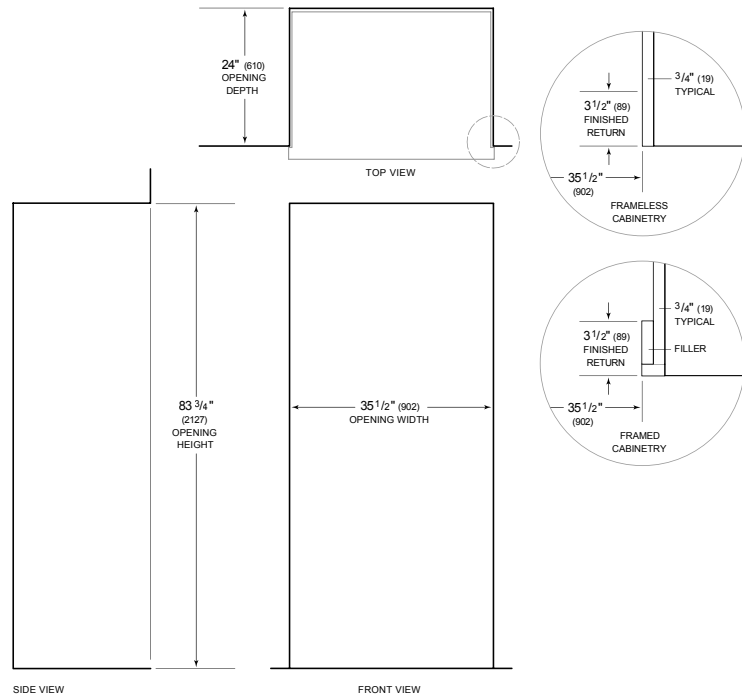 24" (610)
OPENING
DEPTH
TOP VIEW
3/4" (19)
TYPICAL
3 1/2" (89)
FINISHED
RETURN
35 1/2"
(902)
FRAMELESS
CABINETRY
83 3/4"
(2127)
OPENING
HEIGHT
35 1/2" (902)
OPENING WIDTH
3/4" (19)
TYPICAL
3 1/2" (89)
FINISHED
RETURN
FILLER
35 1/2"
(902)
FRAMED
CABINETRY
SIDE VIEW
FRONT VIEW